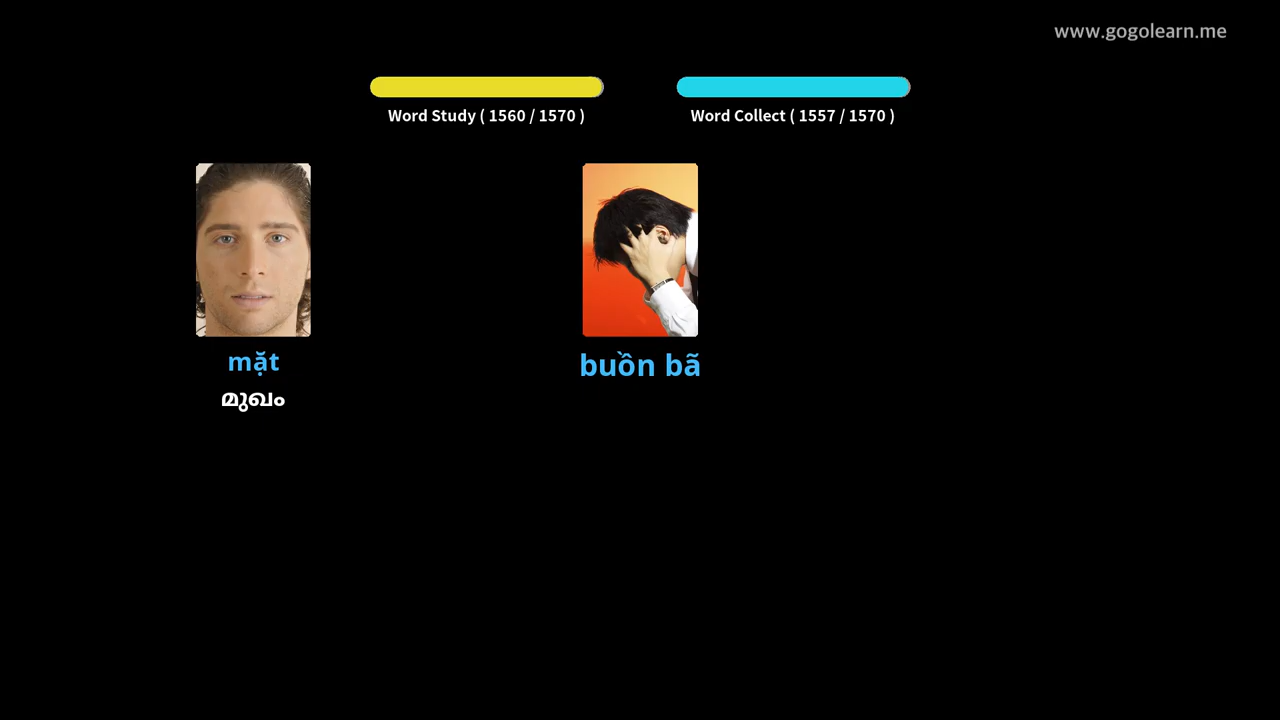 www.gogolearn.me
Word Study ( 1560 / 1570 )
Word Collect ( 1557 / 1570 )
mặt
മുഖം
buồn bã